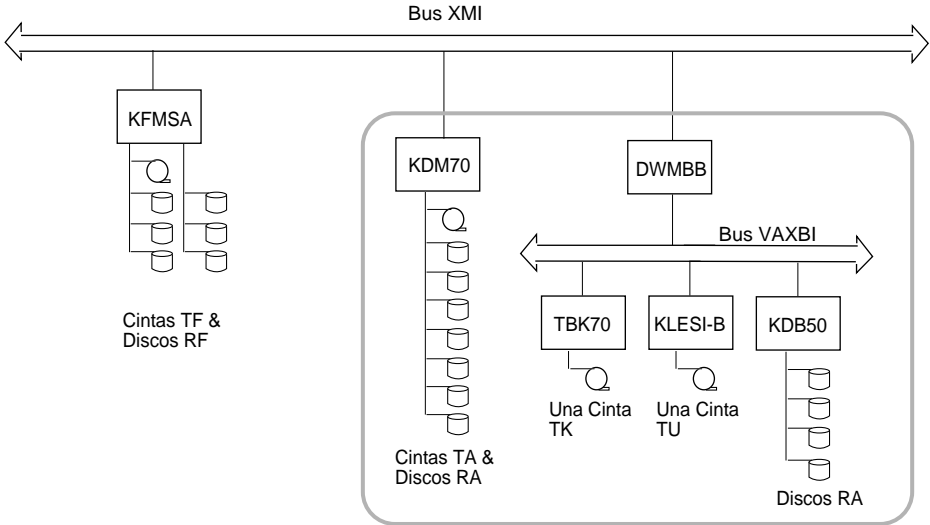 Bus XMI
KFMSA
KDM70
DWMBB
Bus VAXBI
TBK70
KLESI-B
KDB50
Cintas TF &
Discos RF
Una Cinta
TK
Una Cinta
TU
Cintas TA &
Discos RA
Discos RA